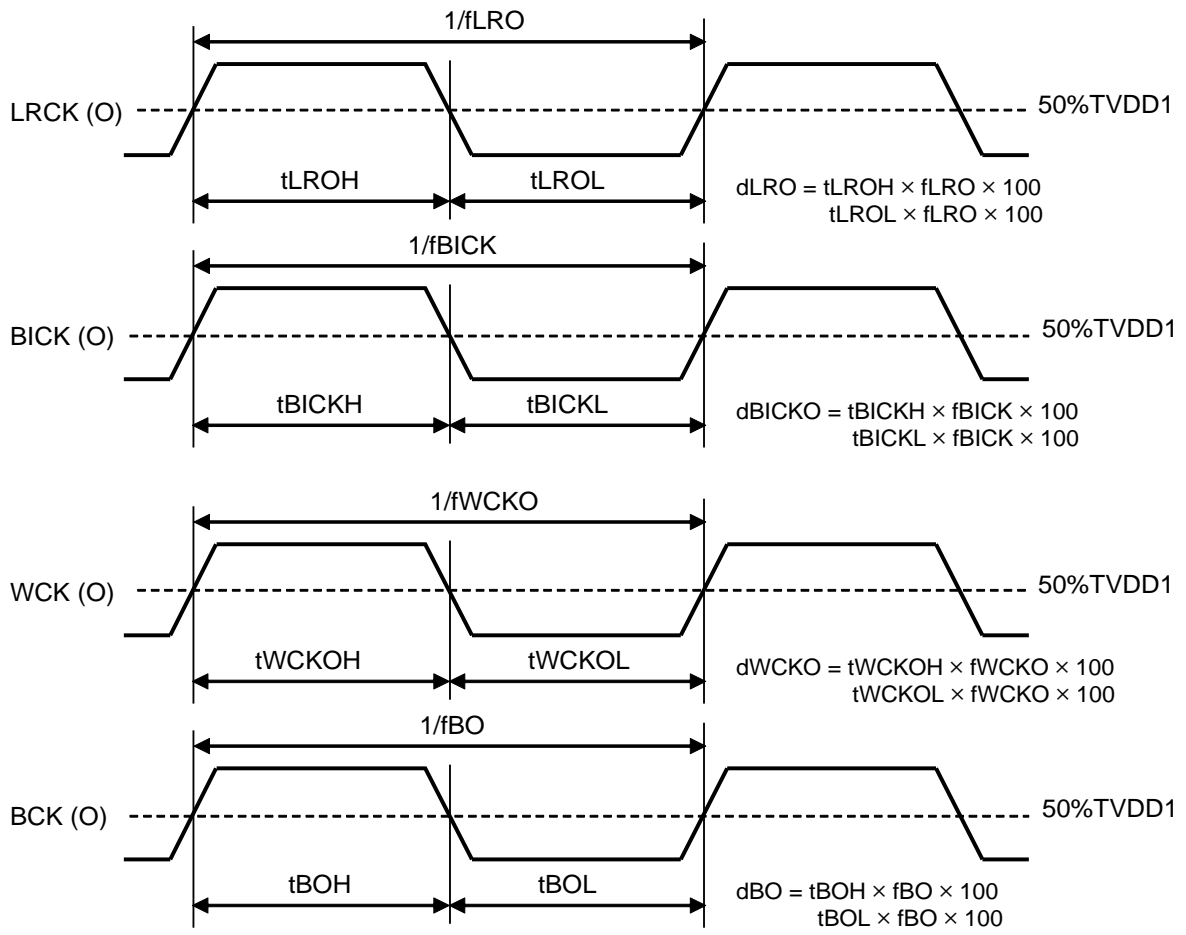 1/fLRO
LRCK (O)
50%TVDD1
tLROH
tLROL
dLRO = tLROH × fLRO × 100
tLROL × fLRO × 100
1/fBICK
BICK (O)
50%TVDD1
tBICKH
tBICKL
dBICKO = tBICKH × fBICK × 100
tBICKL × fBICK × 100
1/fWCKO
WCK (O)
50%TVDD1
tWCKOH
tWCKOL
dWCKO = tWCKOH × fWCKO × 100
tWCKOL × fWCKO × 100
1/fBO
BCK (O)
50%TVDD1
tBOH
tBOL
dBO = tBOH × fBO × 100
tBOL × fBO × 100